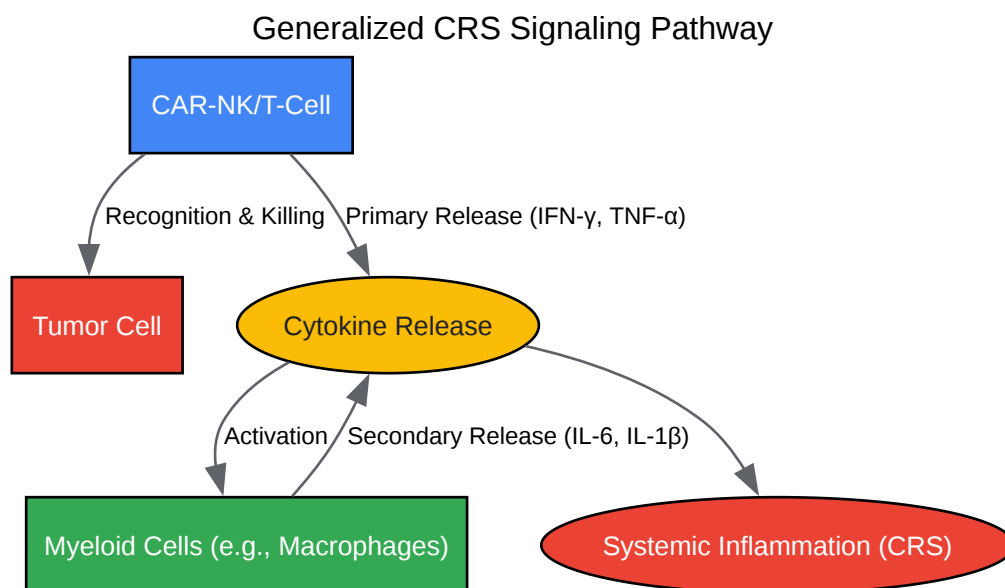 Generalized CRS Signaling Pathway
CAR-NK/T-Cell
Recognition & Killing
Primary Release (IFN-γ, TNF-α)
Tumor Cell
Cytokine Release
Activation
Secondary Release (IL-6, IL-1β)
Myeloid Cells (e.g., Macrophages)
Systemic Inflammation (CRS)